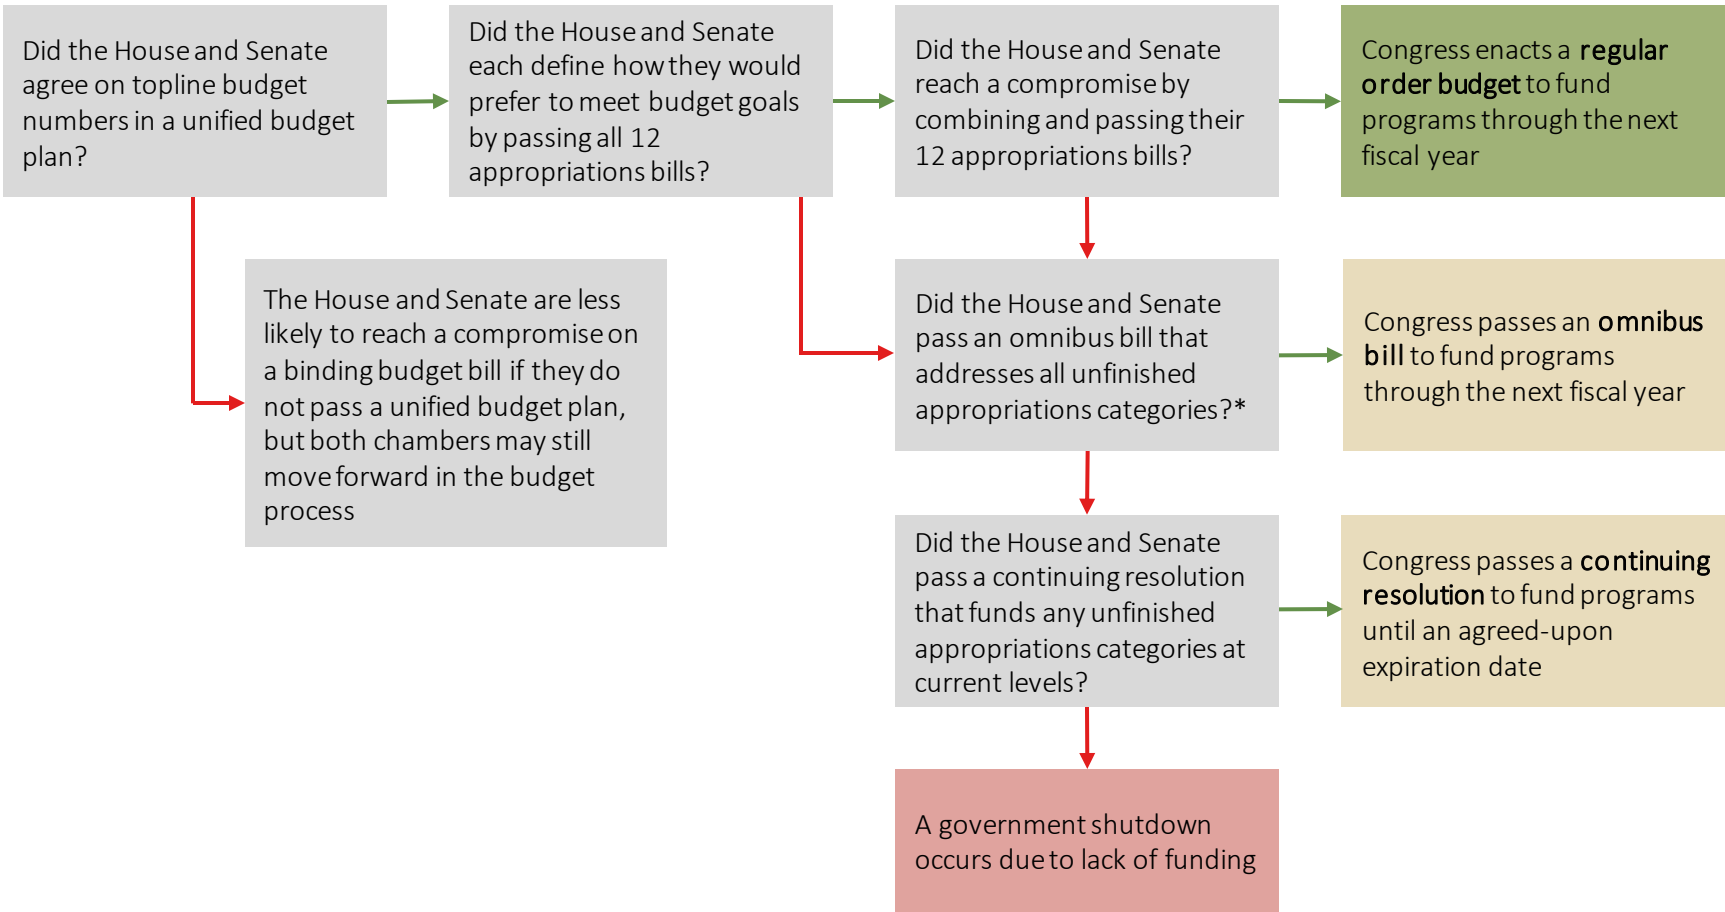 Did the House and Senate
agree on topline budget
numbers in a unified budget
plan?
Did the House and Senate
each define how they would
prefer to meet budget goals
by passing all 12
appropriations bills?
Did the House and Senate
reach a compromise by
combining and passing their
12 appropriations bills?
Congress enacts a regular
order budget to fund
programs through the next
fiscal year
The House and Senate are less
likely to reach a compromise on
a binding budget bill if they do
not pass a unified budget plan,
but both chambers may still
move forward in the budget
process
Did the House and Senate
pass an omnibus bill that
addresses all unfinished
appropriations categories?*
Congress passes an omnibus
bill to fund programs
through the next fiscal year
Did the House and Senate
pass a continuing resolution
that funds any unfinished
appropriations categories at
current levels?
Congress passes a continuing
resolution to fund programs
until an agreed-upon
expiration date
A government shutdown
occurs due to lack of funding